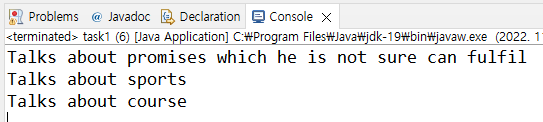 Problems @ Javadoc Declaration Console
<terminated> task1 (6) [Java Application] C:₩Program Files₩Java₩jdk-19₩bin₩javaw.exe (2022. 1
Talks about promises which he is not sure can fulfil
Talks about sports
Talks about course